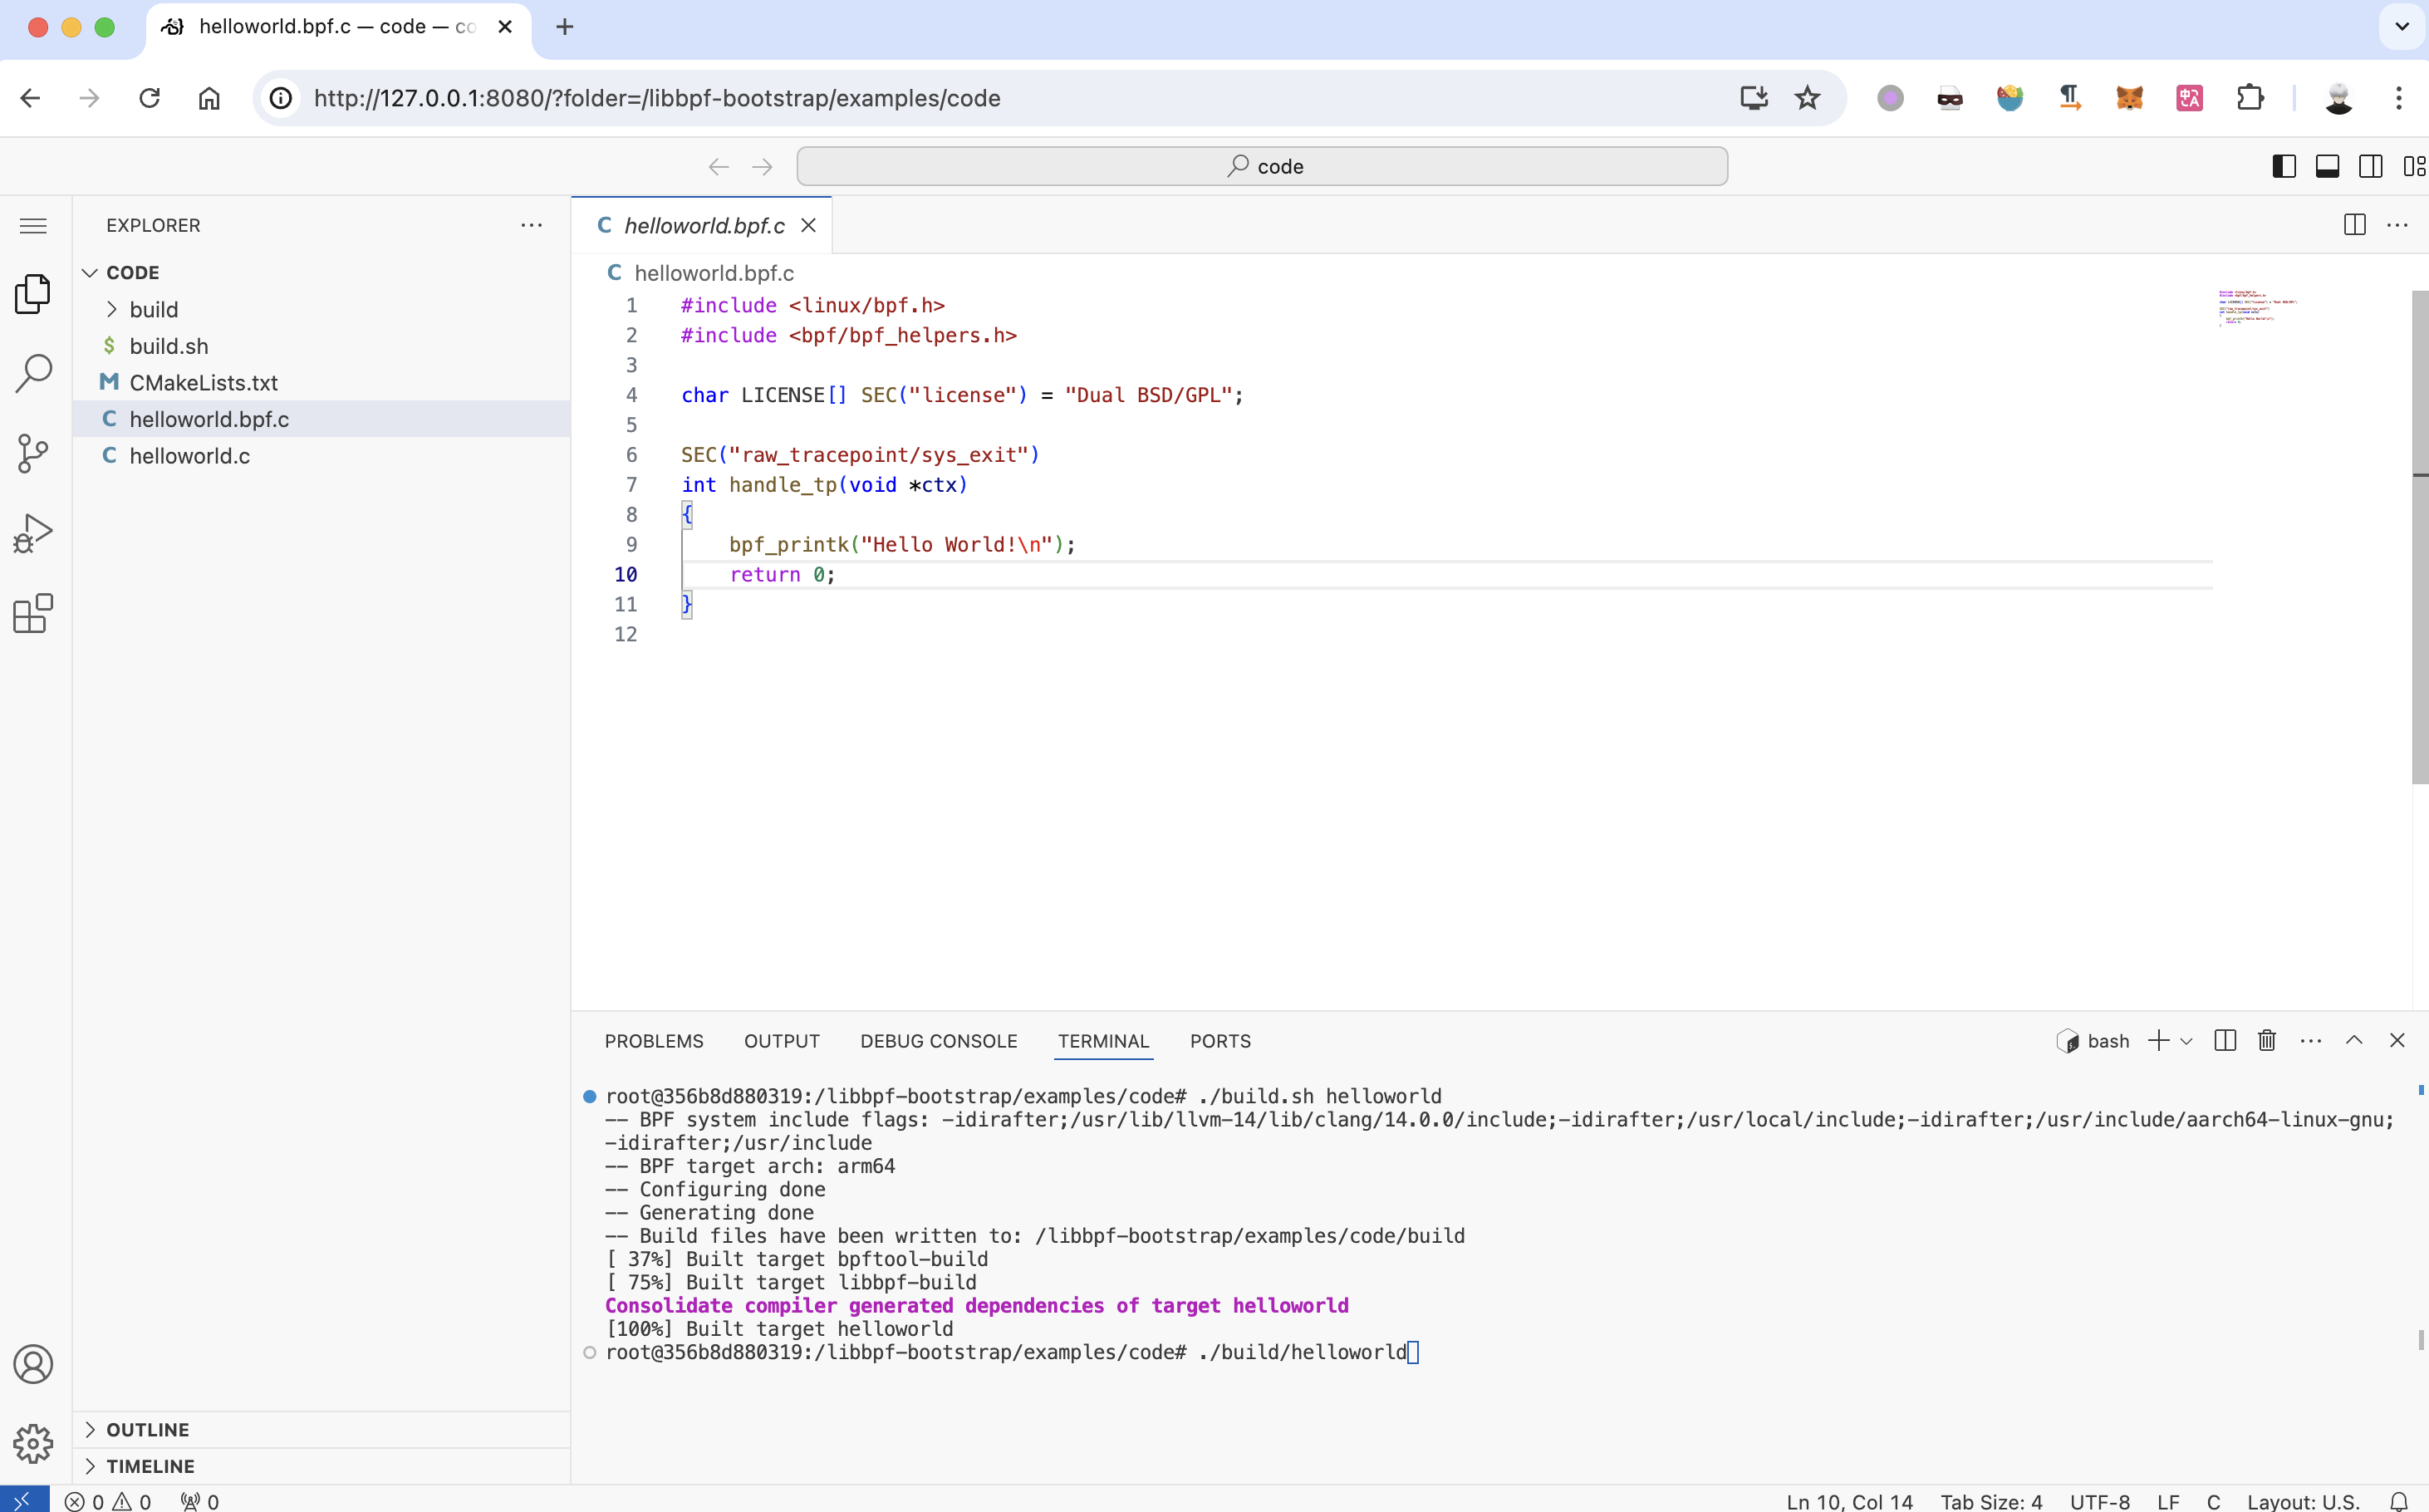 helloworld.bpf.c — code — co
http://127.0.0.1:8080/?folder=/libbpf-bootstrap/examples/code
code
EXPLORER
CODE
build
$ build.sh
M CMakeLists.txt
C helloworld.bpf.c
C helloworld.c
OUTLINE
TIMELINE
C helloworld.bpf.c
C helloworld.bpf.c
1 #include <linux/bpf.h>
2 #include <bpf/bpf_helpers.h>
3
4 char LICENSE[] SEC("license") = "Dual BSD/GPL";
5
6 SEC("raw_tracepoint/sys_exit")
7 int handle_tp(void *ctx)
8 {
9     bpf_printk("Hello World!\n");
10     return 0;
11 }
12
PROBLEMS OUTPUT DEBUG CONSOLE TERMINAL PORTS
bash
root@356b8d880319:/libbpf-bootstrap/examples/code# ./build.sh helloworld
-- BPF system include flags: -idirafter;/usr/lib/llvm-14/lib/clang/14.0.0/include;-idirafter;/usr/local/include;-idirafter;/usr/include/aarch64-linux-gnu;
-idirafter;/usr/include
-- BPF target arch: arm64
-- Configuring done
-- Generating done
-- Build files have been written to: /libbpf-bootstrap/examples/code/build
[ 37%] Built target bpftool-build
[ 75%] Built target libbpf-build
Consolidate compiler generated dependencies of target helloworld
[100%] Built target helloworld
root@356b8d880319:/libbpf-bootstrap/examples/code# ./build/helloworld
0 0 0
Ln 10, Col 14 Tab Size: 4 UTF-8 LF C Layout: U.S.